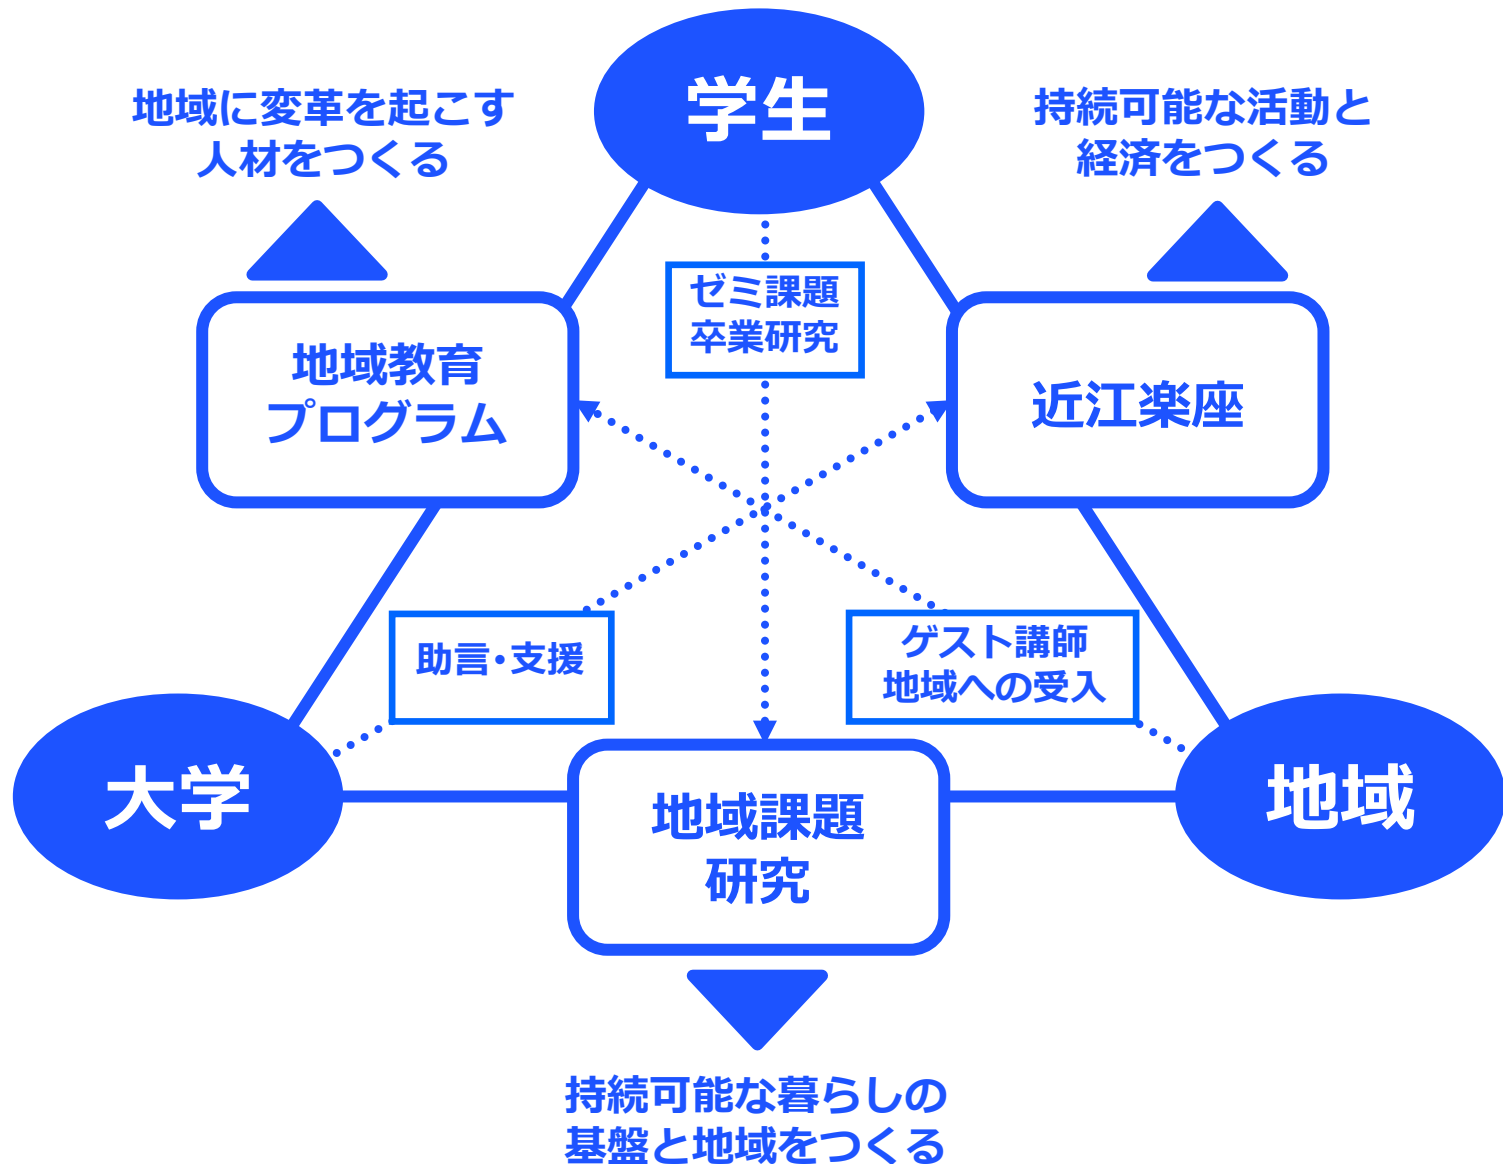 学生
地域に変革を起こす
人材をつくる
持続可能な活動と
経済をつくる
ゼミ課題
卒業研究
地域教育
プログラム
近江楽座
助言・支援
ゲスト講師
地域への受入
大学
地域課題
研究
地域
持続可能な暮らしの
基盤と地域をつくる